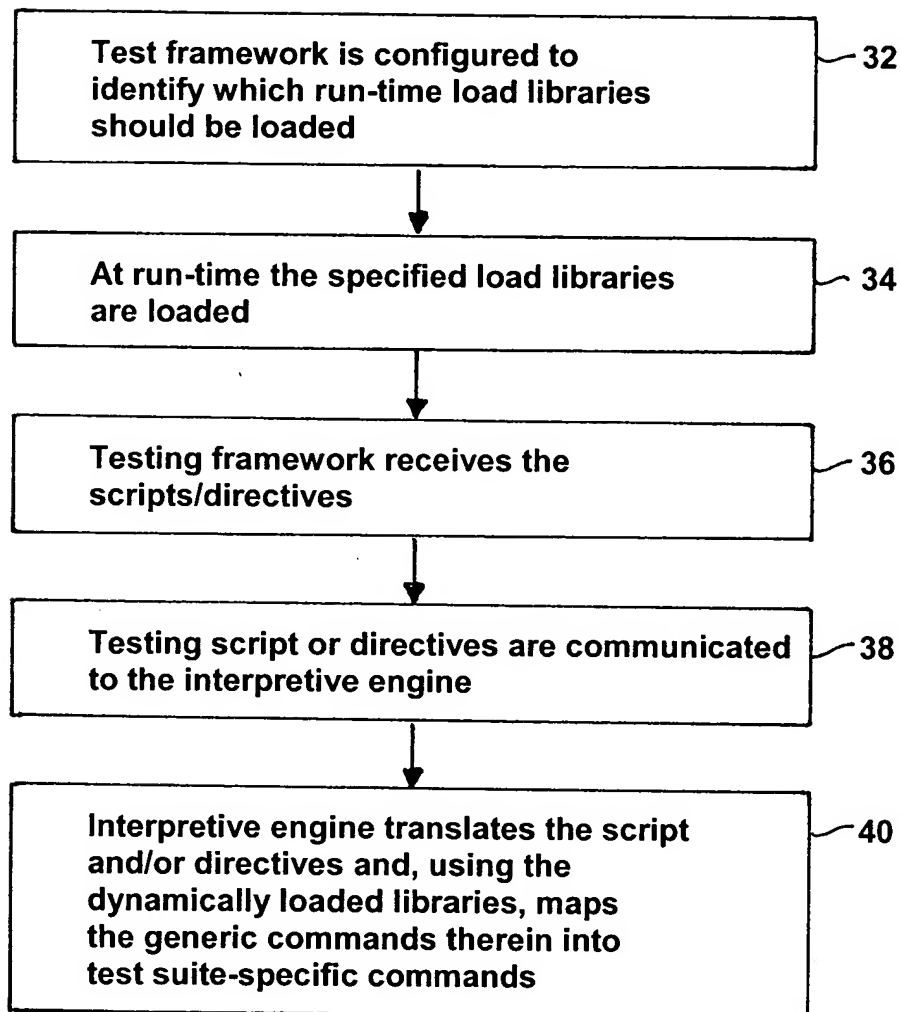 Test framework is configured to
identify which run-time load libraries
should be loaded
32
At run-time the specified load libraries
are loaded
34
Testing framework receives the
scripts/directives
36
Testing script or directives are communicated
to the interpretive engine
38
Interpretive engine translates the script
and/or directives and, using the
dynamically loaded libraries, maps
the generic commands therein into
test suite-specific commands
40